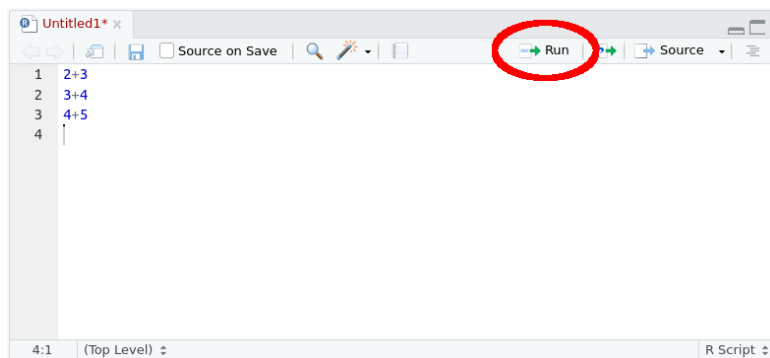 Untitled1*
Source on Save Run Source
1 2+3
2 3+4
3 4+5
4
4:1 (Top Level) R Script